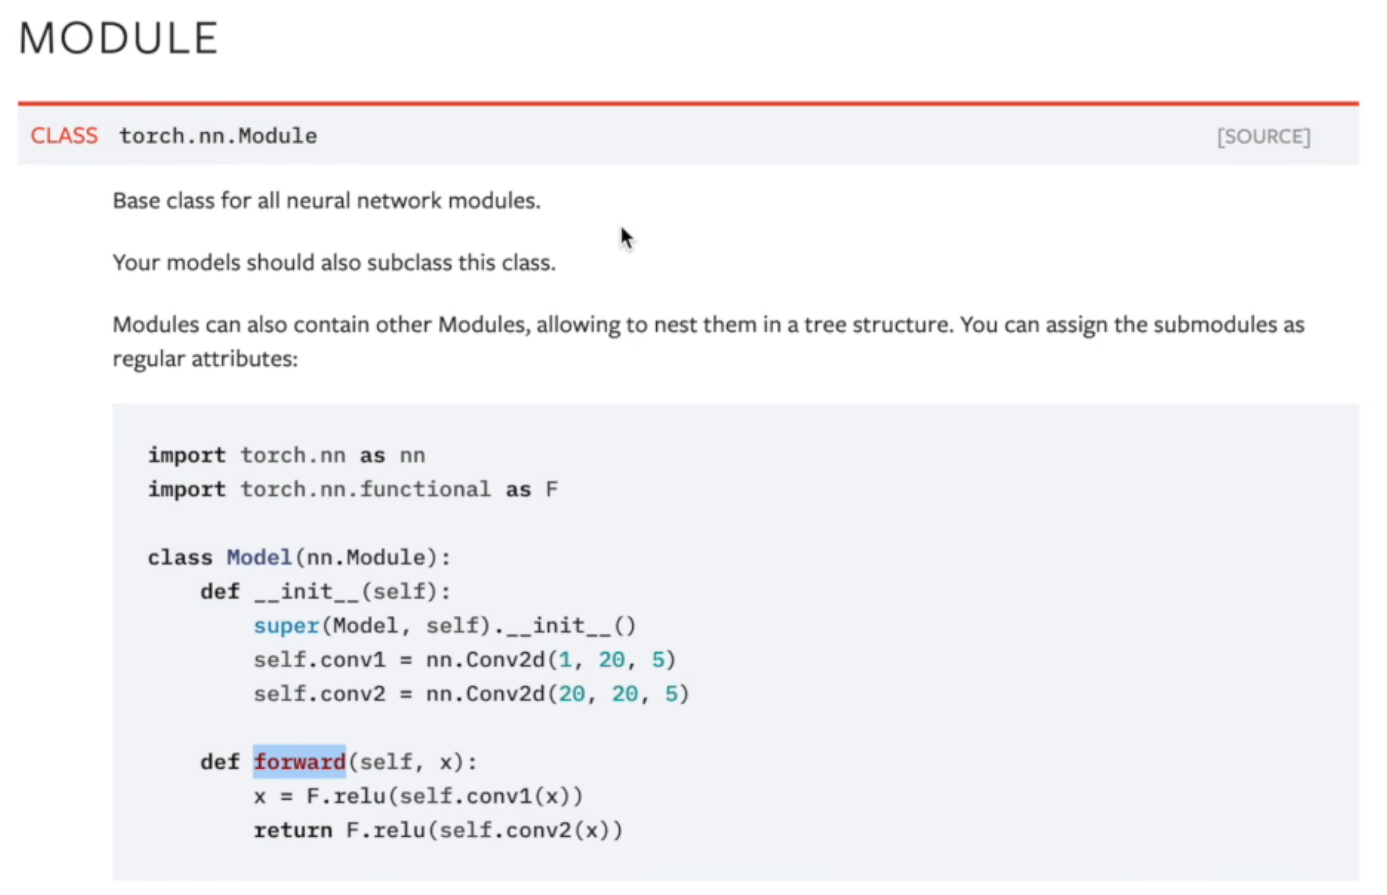 MODULE
CLASS torch.nn.Module [SOURCE]
Base class for all neural network modules.
Your models should also subclass this class.
Modules can also contain other Modules, allowing to nest them in a tree structure. You can assign the submodules as
regular attributes:
import torch.nn as nn
import torch.nn.functional as F
class Model(nn.Module):
    def __init__(self):
        super(Model, self).__init__()
        self.conv1 = nn.Conv2d(1, 20, 5)
        self.conv2 = nn.Conv2d(20, 20, 5)
    def forward(self, x):
        x = F.relu(self.conv1(x))
        return F.relu(self.conv2(x))